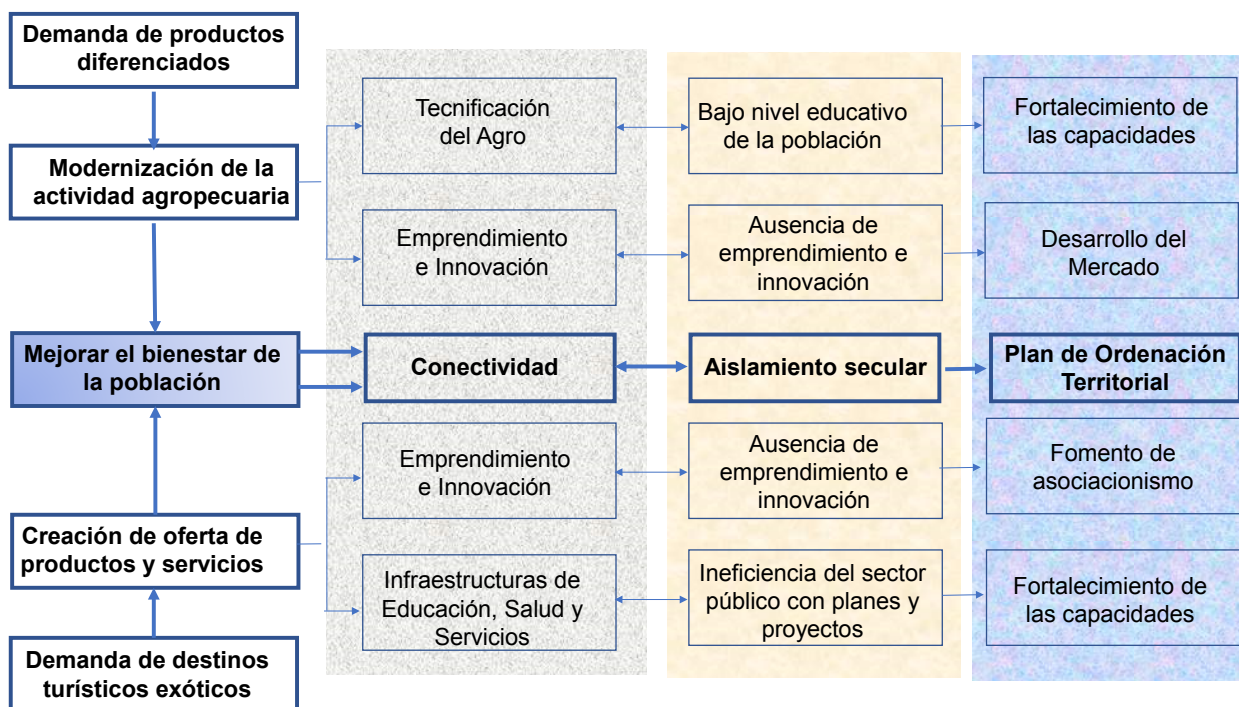 Demanda de productos
diferenciados
Modernización de la
actividad agropecuaria
Mejorar el bienestar de
la población
Creación de oferta de
productos y servicios
Demanda de destinos
turísticos exóticos
Tecnificación
del Agro
Emprendimiento
e Innovación
Conectividad
Emprendimiento
e Innovación
Infraestructuras de
Educación, Salud y
Servicios
Bajo nivel educativo
de la población
Ausencia de
emprendimiento e
innovación
Aislamiento secular
Ausencia de
emprendimiento e
innovación
Ineficiencia del sector
público con planes y
proyectos
Fortalecimiento de
las capacidades
Desarrollo del
Mercado
Plan de Ordenación
Territorial
Fomento de
asociacionismo
Fortalecimiento de
las capacidades